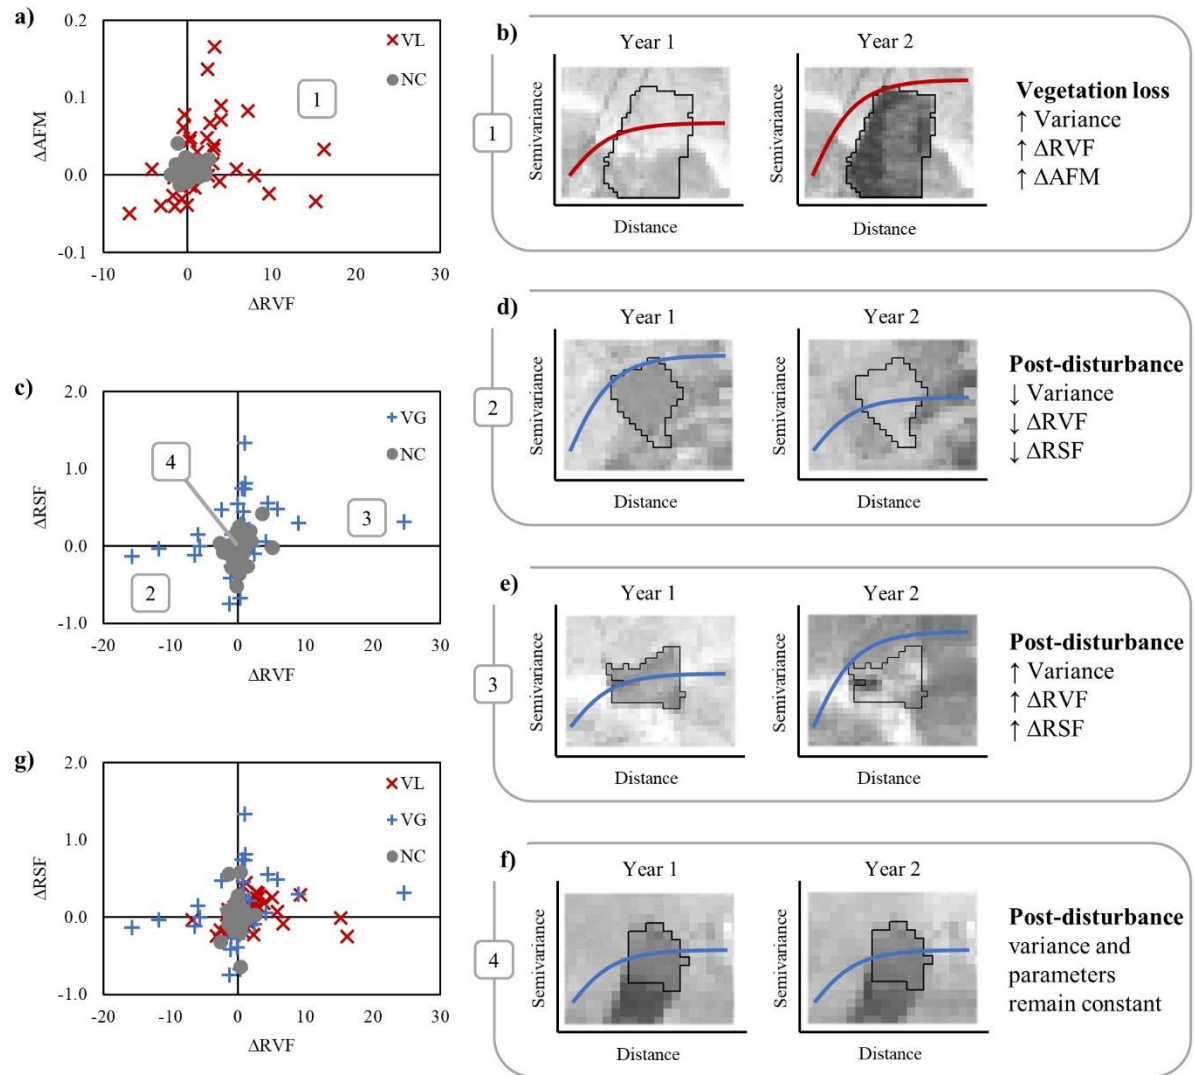 a)
0.2
0.1
0.0
-0.1
ΔAFM
VL
NC
1
-10
0
10
20
30
ΔRVF
b)
Year 1
Year 2
1
Semivariance
Semivariance
Distance
Distance
Vegetation loss
↑ Variance
↑ ΔRVF
↑ ΔAFM
c)
2.0
1.0
0.0
-1.0
ΔRSF
VG
NC
4
3
2
-20
-10
0
10
20
30
ΔRVF
d)
Year 1
Year 2
2
Semivariance
Semivariance
Distance
Distance
Post-disturbance
↓ Variance
↓ ΔRVF
↓ ΔRSF
e)
Year 1
Year 2
3
Semivariance
Semivariance
Distance
Distance
Post-disturbance
↑ Variance
↑ ΔRVF
↑ ΔRSF
g)
2.0
1.0
0.0
-1.0
ΔRSF
VL
VG
NC
-20
-10
0
10
20
30
ΔRVF
f)
Year 1
Year 2
4
Semivariance
Semivariance
Distance
Distance
Post-disturbance
variance and
parameters
remain constant